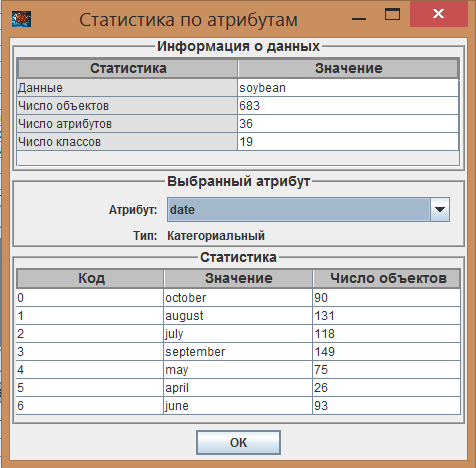 Статистика по атрибутам
Информация о данных
Статистика Значение
Данные soybean
Число объектов 683
Число атрибутов 36
Число классов 19
Выбранный атрибут
Атрибут: date
Тип: Категориальный
Статистика
Код Значение Число объектов
0 october 90
1 august 131
2 july 118
3 september 149
4 may 75
5 april 26
6 june 93
OK